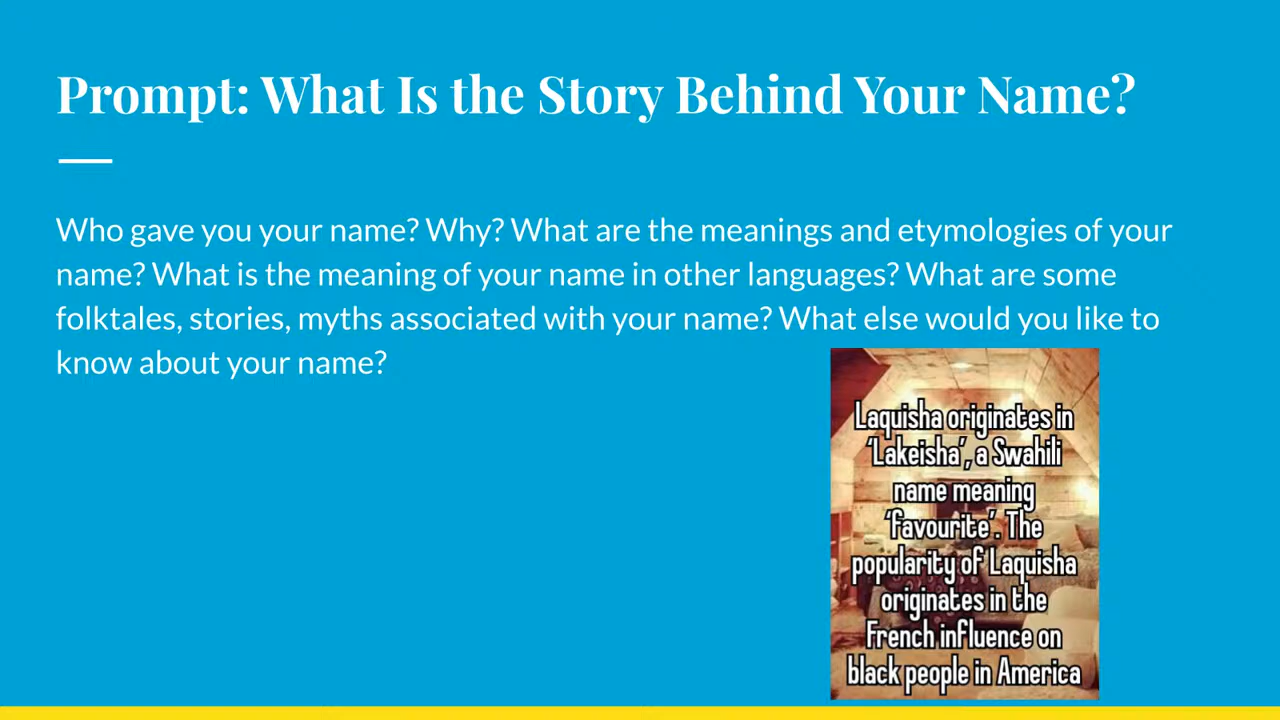 Prompt: What Is the Story Behind Your Name?
Who gave you your name? Why? What are the meanings and etymologies of your
name? What is the meaning of your name in other languages? What are some
folktales, stories, myths associated with your name? What else would you like to
know about your name?
Laquisha originates in
'Lakeisha', a Swahili
name meaning
'favourite'. The
popularity of Laquisha
originates in the
French influence on
black people in America